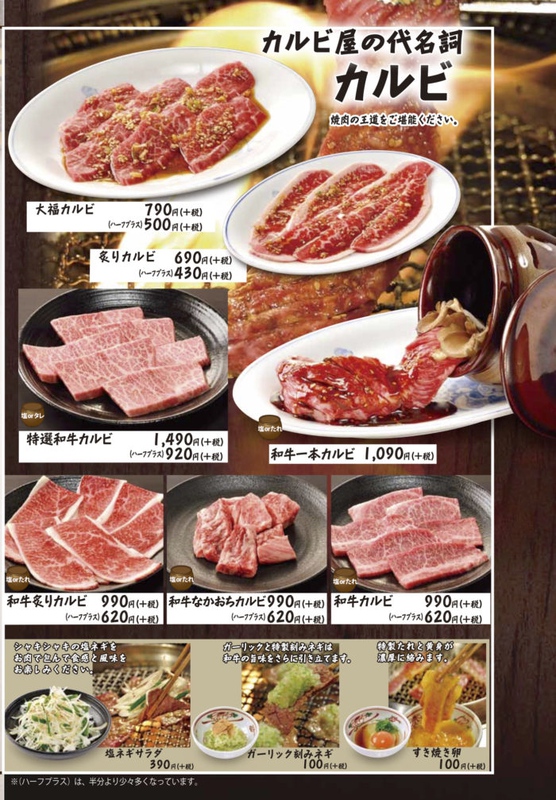 カルビ屋の代名詞
カルビ
焼肉の王道をご堪能ください。
大福カルビ 790円(+税)
(ハーフプラス)500円(+税)
炙りカルビ 690円(+税)
(ハーフプラス)430円(+税)
塩orタレ
特選和牛カルビ 1,490円(+税)
(ハーフプラス)920円(+税)
塩orたれ
和牛一本カルビ 1,090円(+税)
塩orたれ
和牛炙りカルビ 990円(+税)
(ハーフプラス)620円(+税)
和牛なかおちカルビ990円(+税)
(ハーフプラス)620円(+税)
塩orたれ
和牛カルビ 990円(+税)
(ハーフプラス)620円(+税)
シャキシャキの塩ネギを
お肉で包んで食感と風味を
お楽しみください。
塩ネギサラダ
390円(+税)
ガーリックと特製刻みネギは
和牛の旨味をさらに引き立てます。
ガーリック刻みネギ
100円(+税)
特製たれと黄身が
濃厚に絡みます。
すき焼き卵
100円(+税)
※(ハーフプラス)は、半分より少々多くなっています。